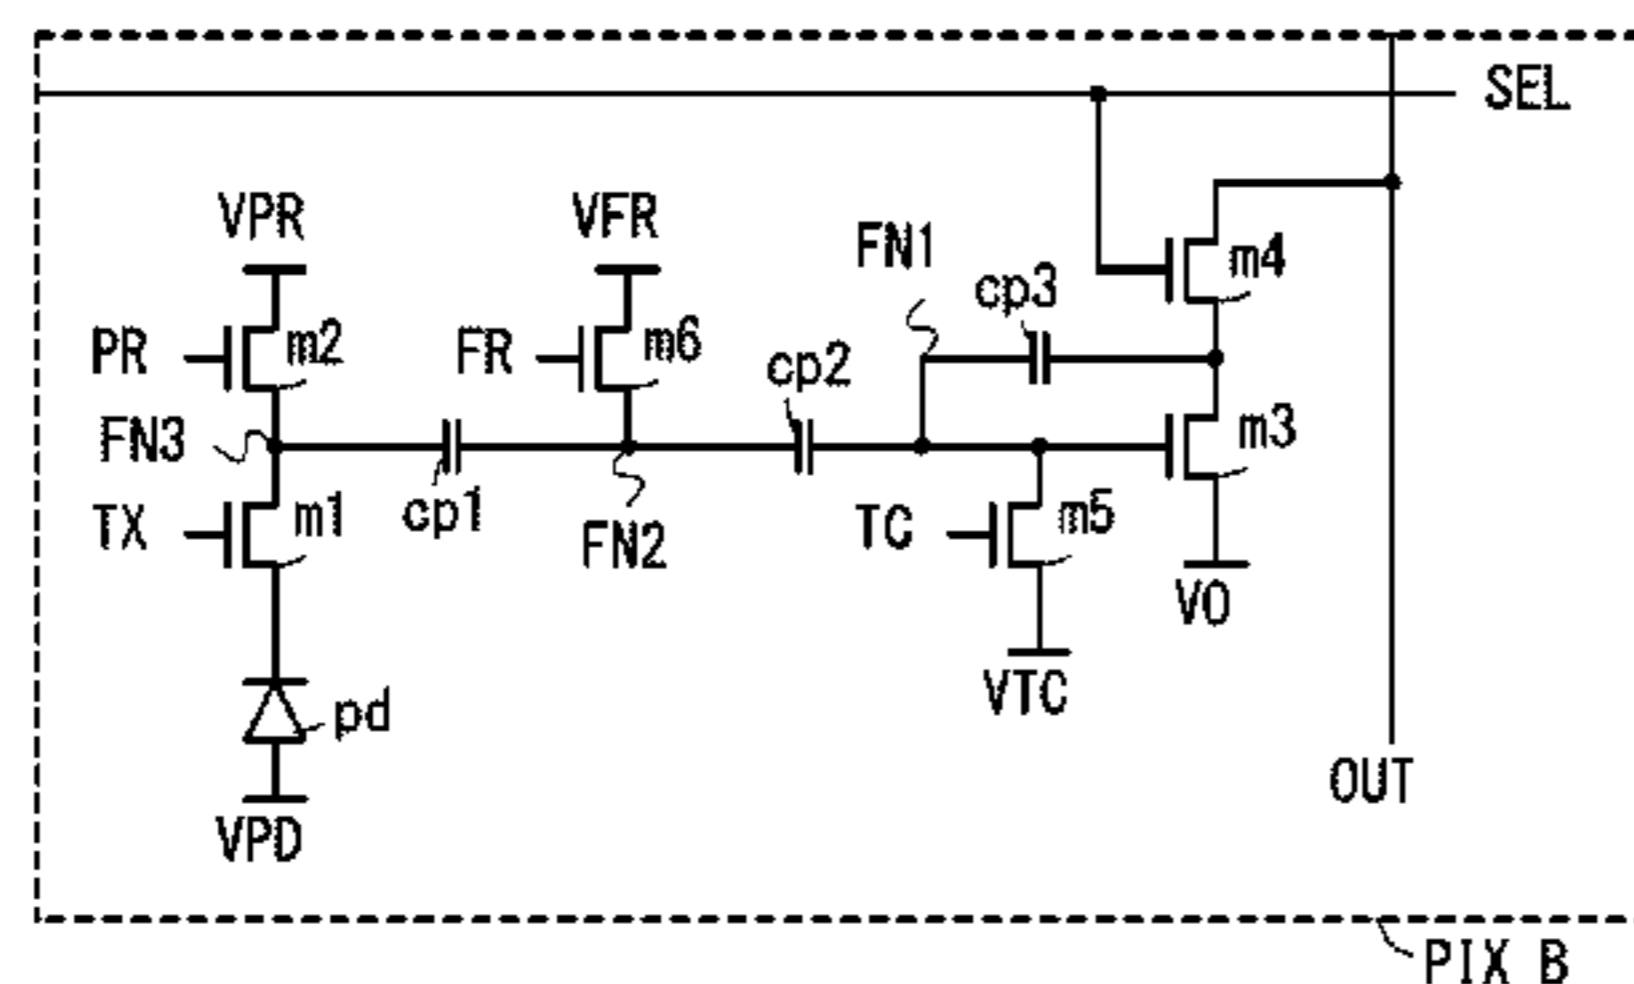 SEL
VPR
VFR
FN1
cp3
m4
PR
m2
FR
m6
cp2
FN3
m3
TX
m1
cp1
FN2
TC
m5
VO
VTC
pd
OUT
VPD
PIX B